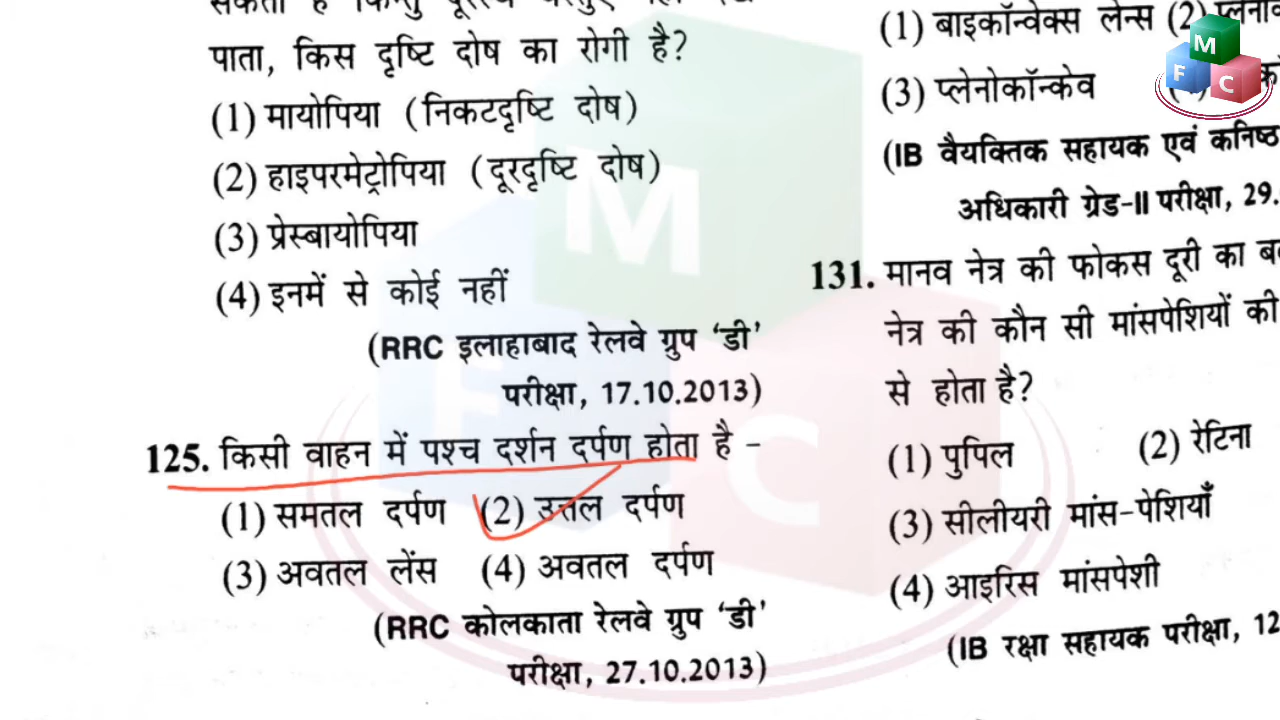 पाता, किस दृष्टि दोष का रोगी है?
(1) मायोपिया (निकटदृष्टि दोष)
(2) हाइपरमेट्रोपिया (दूरदृष्टि दोष)
(3) प्रेस्बायोपिया
(4) इनमें से कोई नहीं
(RRC इलाहाबाद रेलवे ग्रुप ‘डी’
परीक्षा, 17.10.2013)
125. किसी वाहन में पश्च दर्शन दर्पण होता है -
(1) समतल दर्पण (2) उत्तल दर्पण
(3) अवतल लेंस (4) अवतल दर्पण
(RRC कोलकाता रेलवे ग्रुप ‘डी’
परीक्षा, 27.10.2013)
(1) बाइकॉन्वेक्स लेन्स (2)
(3) प्लेनोकॉन्केव
(IB वैयक्तिक सहायक एवं कनिष्ठ
अधिकारी ग्रेड-II परीक्षा, 29.
131. मानव नेत्र की फोकस दूरी का
नेत्र की कौन सी मांसपेशियों की
से होता है?
(1) पुपिल (2) रेटिना
(3) सीलीयरी मांस-पेशियाँ
(4) आइरिस मांसपेशी
(IB रक्षा सहायक परीक्षा, 12
M
F
C
M
F
C